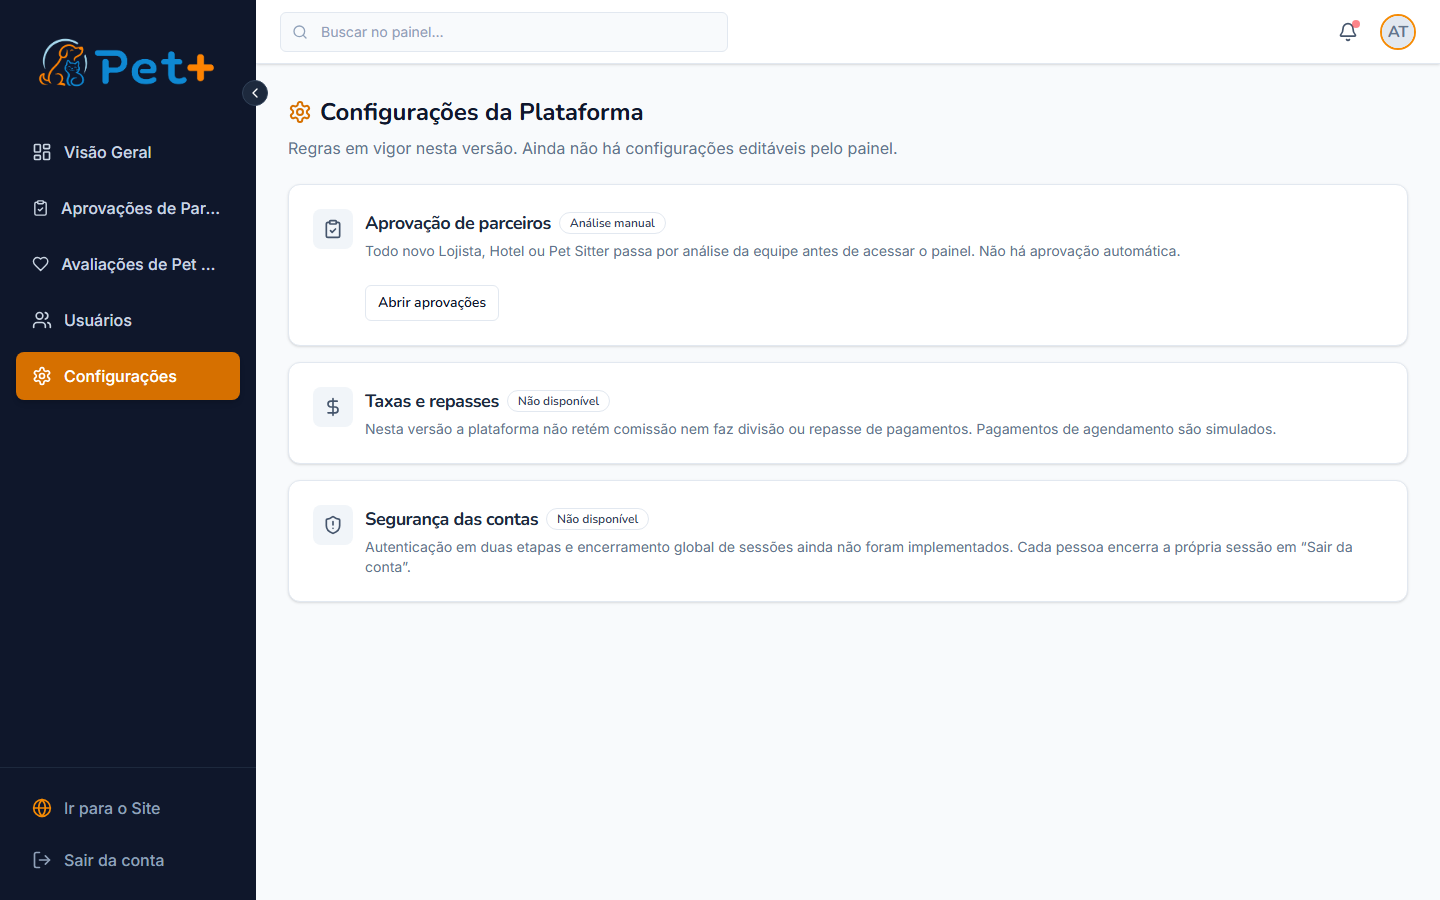 Pet+
Buscar no painel...
AT
Visão Geral
Aprovações de Par...
Avaliações de Pet ...
Usuários
Configurações
Ir para o Site
Sair da conta
Configurações da Plataforma
Regras em vigor nesta versão. Ainda não há configurações editáveis pelo painel.
Aprovação de parceiros Análise manual
Todo novo Lojista, Hotel ou Pet Sitter passa por análise da equipe antes de acessar o painel. Não há aprovação automática.
Abrir aprovações
Taxas e repasses Não disponível
Nesta versão a plataforma não retém comissão nem faz divisão ou repasse de pagamentos. Pagamentos de agendamento são simulados.
Segurança das contas Não disponível
Autenticação em duas etapas e encerramento global de sessões ainda não foram implementados. Cada pessoa encerra a própria sessão em “Sair da
conta”.